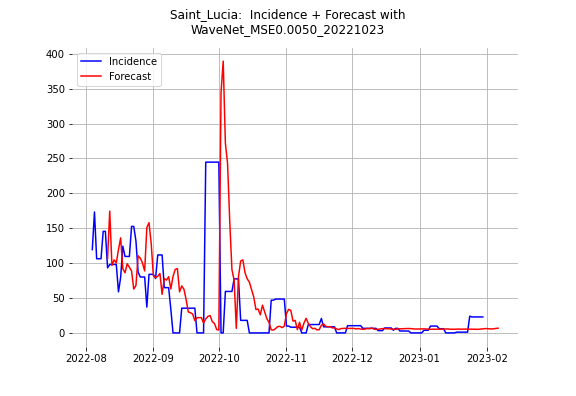 Saint_Lucia:  Incidence + Forecast with
WaveNet_MSE0.0050_20221023
Incidence
Forecast
400
350
300
250
200
150
100
50
0
2022-08 2022-09 2022-10 2022-11 2022-12 2023-01 2023-02